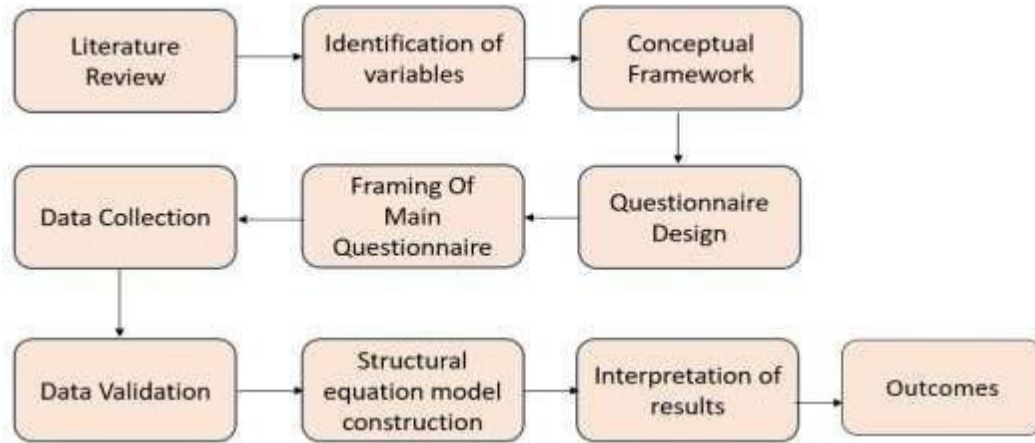 Literature
Review
Identification of
variables
Conceptual
Framework
Data Collection
Framing Of
Main
Questionnaire
Questionnaire
Design
Data Validation
Structural
equation model
construction
Interpretation of
results
Outcomes